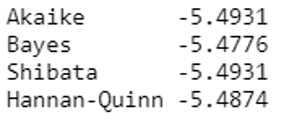 Akaike       -5.4931
Bayes        -5.4776
Shibata      -5.4931
Hannan-Quinn -5.4874